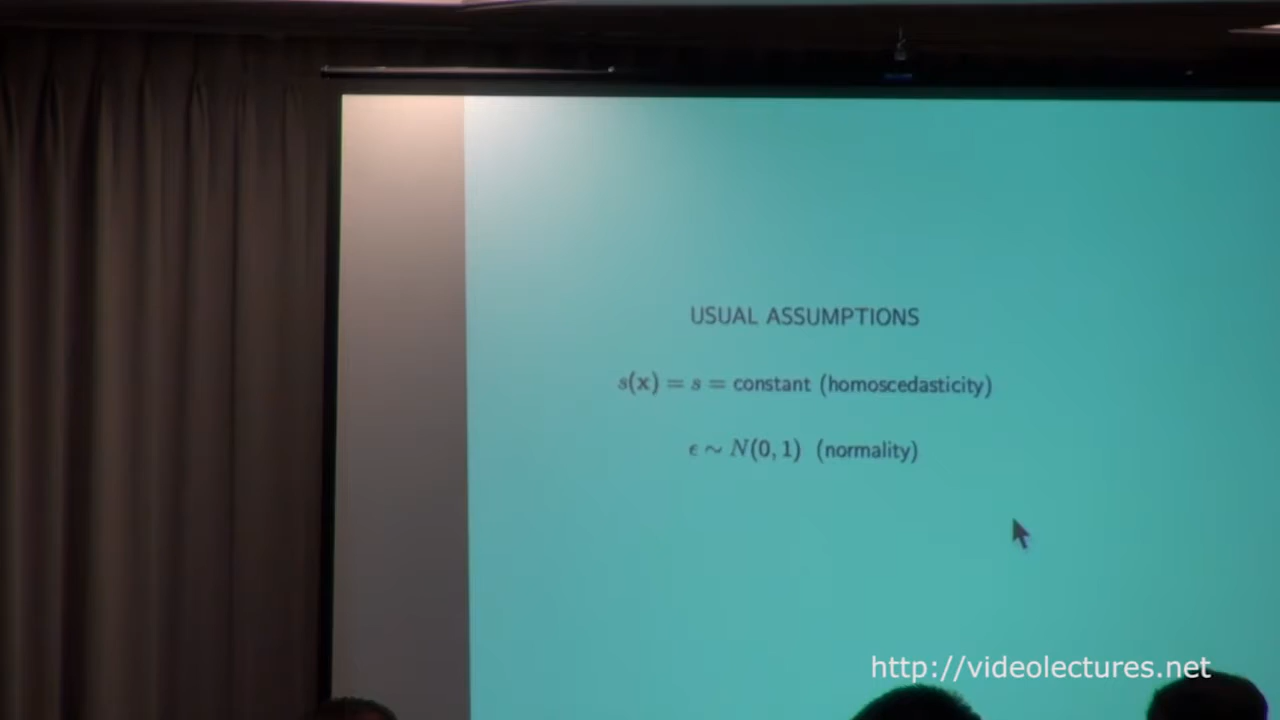 USUAL ASSUMPTIONS
s(x) = s = constant (homoscedasticity)
ϵ ∼ N(0, 1) (normality)
http://videolectures.net